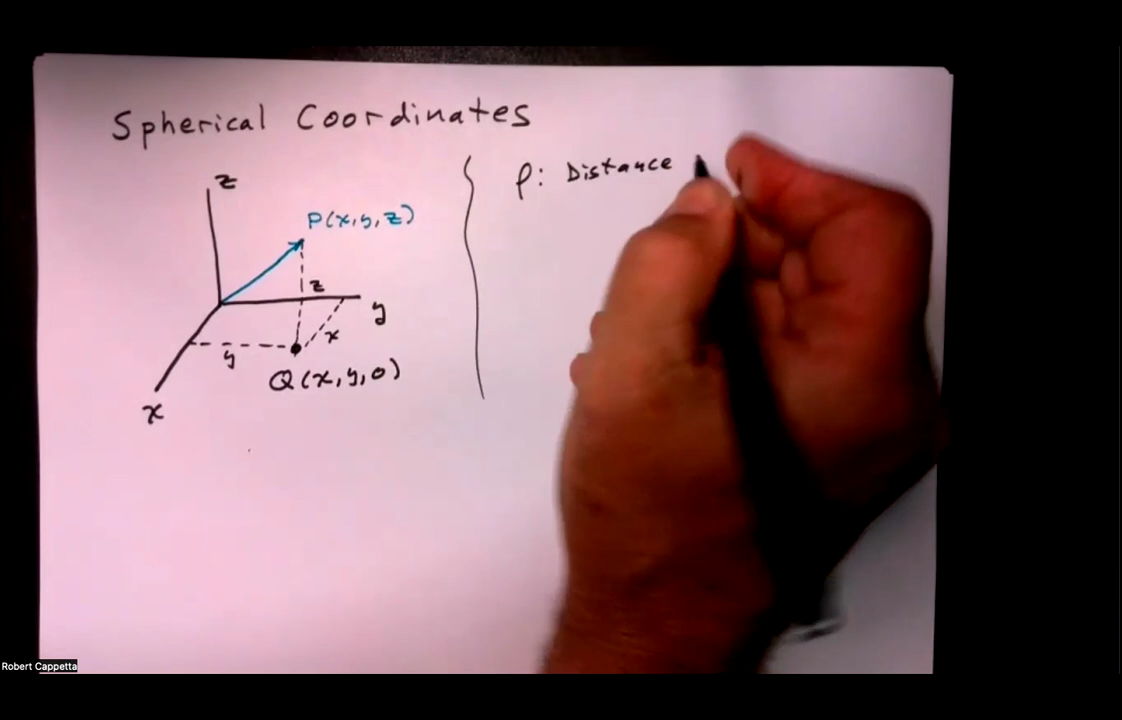 Spherical Coordinates
ρ: Distance
z
P(x,y,z)
z
y
x
y
Q(x,y,0)
x
Robert Cappetta